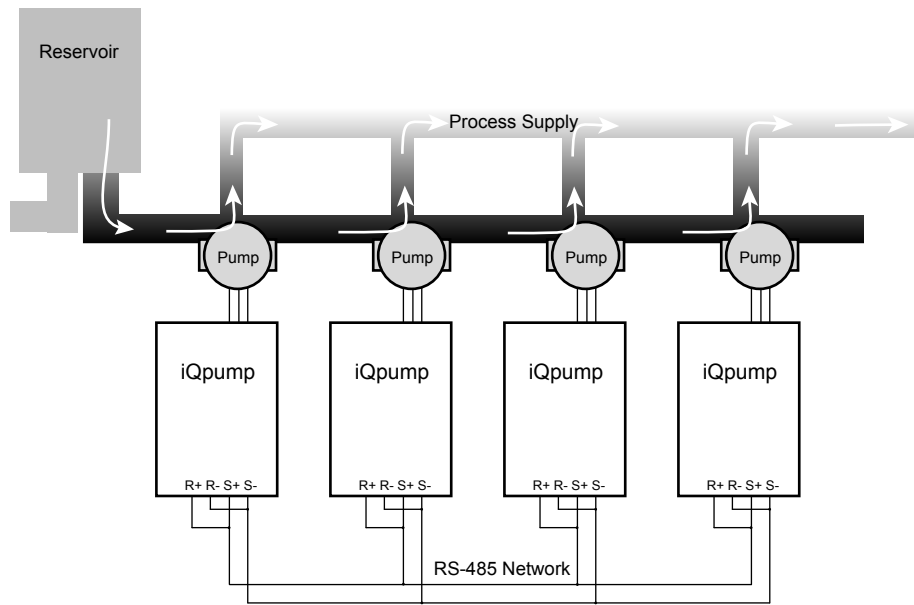 Reservoir
Process Supply
Pump Pump Pump Pump
iQpump iQpump iQpump iQpump
R+ R- S+ S- R+ R- S+ S- R+ R- S+ S- R+ R- S+ S-
RS-485 Network